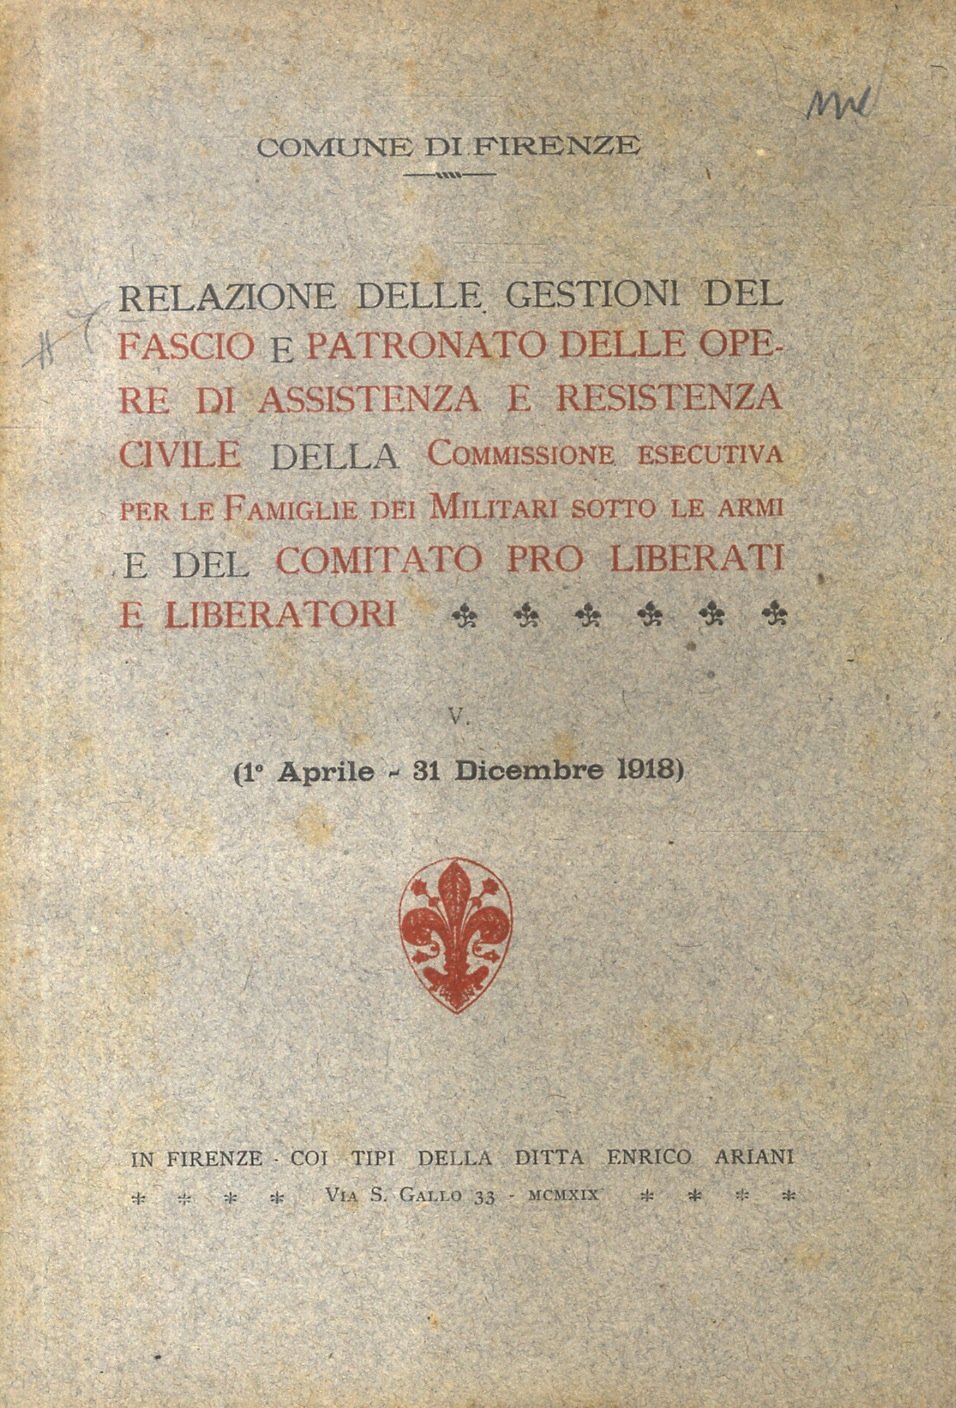 COMUNE DI FIRENZE
RELAZIONE DELLE GESTIONI DEL
FASCIO E PATRONATO DELLE OPE-
RE DI ASSISTENZA E RESISTENZA
CIVILE DELLA COMMISSIONE ESECUTIVA
PER LE FAMIGLIE DEI MILITARI SOTTO LE ARMI
E DEL COMITATO PRO LIBERATI
E LIBERATORI
V.
(1° Aprile - 31 Dicembre 1918)
IN FIRENZE - COI TIPI DELLA DITTA ENRICO ARIANI
VIA S. GALLO 33 - MCMXIX